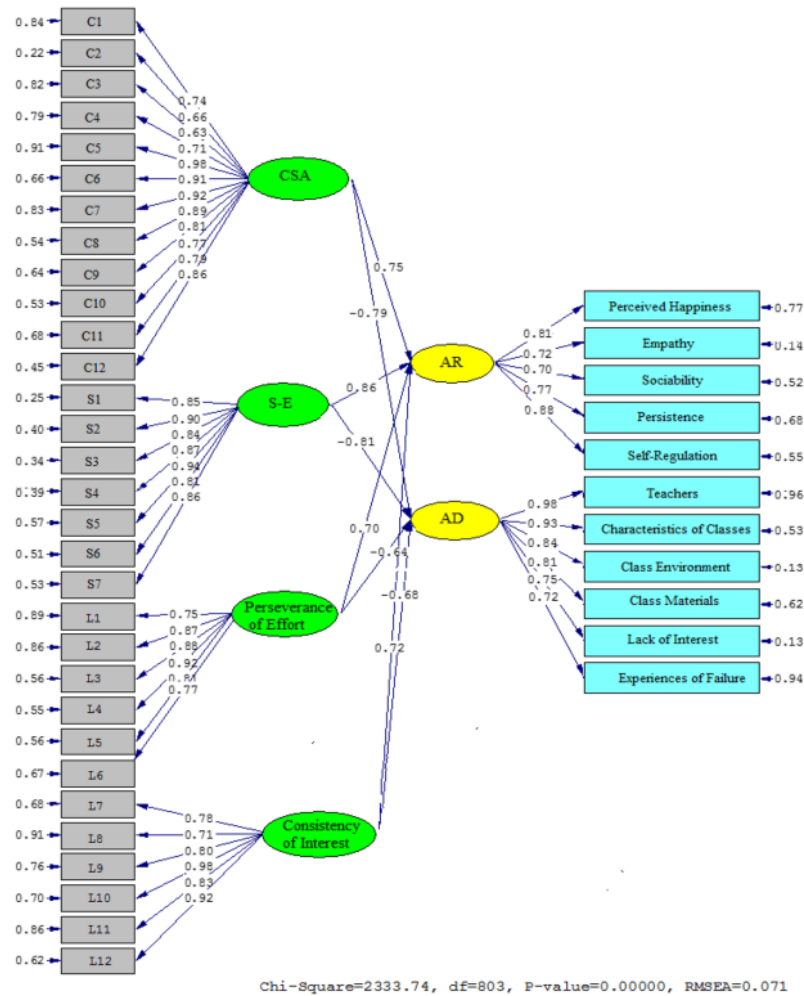 0.84 C1
0.22 C2
0.82 C3
0.79 C4
0.91 C5
0.66 C6
0.83 C7
0.54 C8
0.64 C9
0.53 C10
0.68 C11
0.45 C12
0.74
0.66
0.63
0.71
0.98
0.91
0.92
0.89
0.81
0.77
0.79
0.86
CSA
0.25 S1
0.40 S2
0.34 S3
0.39 S4
0.57 S5
0.51 S6
0.53 S7
0.85
0.90
0.84
0.87
0.94
0.81
0.86
S-E
0.89 L1
0.86 L2
0.56 L3
0.55 L4
0.56 L5
0.67 L6
0.75
0.87
0.88
0.92
0.77
Perseverance
of Effort
0.68 L7
0.91 L8
0.76 L9
0.70 L10
0.86 L11
0.62 L12
0.78
0.71
0.80
0.98
0.83
0.92
Consistency
of Interest
0.75
-0.79
0.86
-0.81
0.70
-0.64
-0.68
0.72
AR
AD
0.81
0.72
0.70
0.77
0.88
Perceived Happiness 0.77
Empathy 0.14
Sociability 0.52
Persistence 0.68
Self-Regulation 0.55
0.98
0.93
0.84
0.81
0.75
0.72
Teachers 0.96
Characteristics of Classes 0.53
Class Environment 0.13
Class Materials 0.62
Lack of Interest 0.13
Experiences of Failure 0.94
Chi-Square=2333.74, df=803, P-value=0.00000, RMSEA=0.071